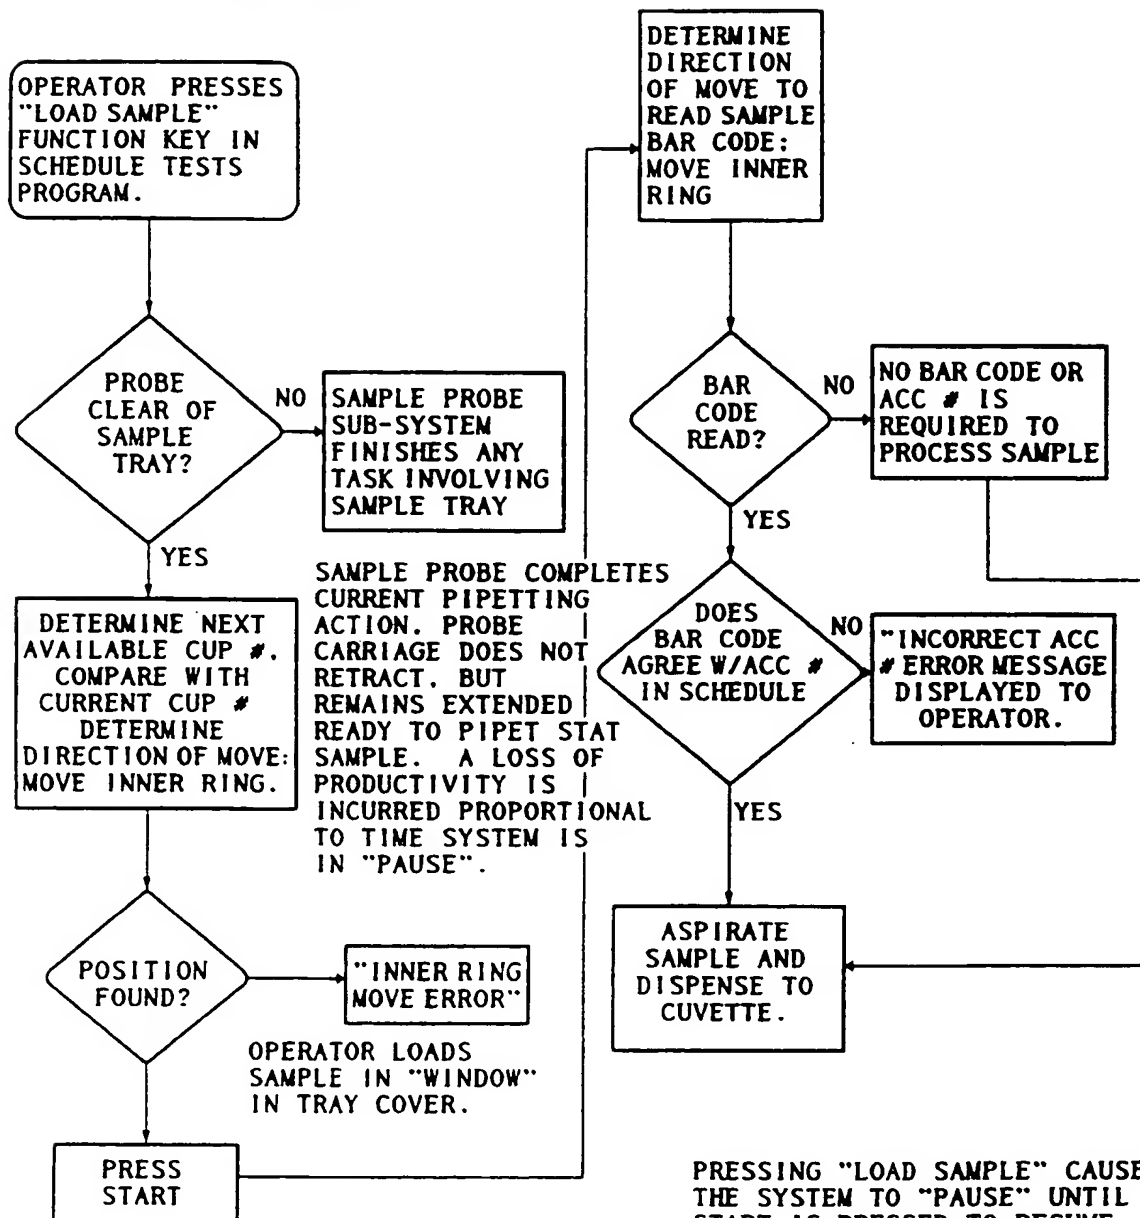 OPERATOR PRESSES
"LOAD SAMPLE"
FUNCTION KEY IN
SCHEDULE TESTS
PROGRAM.
PROBE
CLEAR OF
SAMPLE
TRAY?
NO
SAMPLE PROBE
SUB-SYSTEM
FINISHES ANY
TASK INVOLVING
SAMPLE TRAY
YES
DETERMINE NEXT
AVAILABLE CUP #.
COMPARE WITH
CURRENT CUP #
DETERMINE
DIRECTION OF MOVE:
MOVE INNER RING.
SAMPLE PROBE COMPLETES
CURRENT PIPETTING
ACTION. PROBE
CARRIAGE DOES NOT
RETRACT, BUT
REMAINS EXTENDED
READY TO PIPET STAT
SAMPLE. A LOSS OF
PRODUCTIVITY IS
INCURRED PROPORTIONAL
TO TIME SYSTEM IS
IN "PAUSE".
POSITION
FOUND?
"INNER RING
MOVE ERROR"
OPERATOR LOADS
SAMPLE IN "WINDOW"
IN TRAY COVER.
PRESS
START
DETERMINE
DIRECTION
OF MOVE TO
READ SAMPLE
BAR CODE:
MOVE INNER
RING
BAR
CODE
READ?
NO
NO BAR CODE OR
ACC # IS
REQUIRED TO
PROCESS SAMPLE
YES
DOES
BAR CODE
AGREE W/ACC #
IN SCHEDULE
NO
"INCORRECT ACC
# ERROR MESSAGE
DISPLAYED TO
OPERATOR.
YES
ASPIRATE
SAMPLE AND
DISPENSE TO
CUVETTE.
PRESSING "LOAD SAMPLE" CAUSE
THE SYSTEM TO "PAUSE" UNTIL
START IS PRESSED TO RESUME